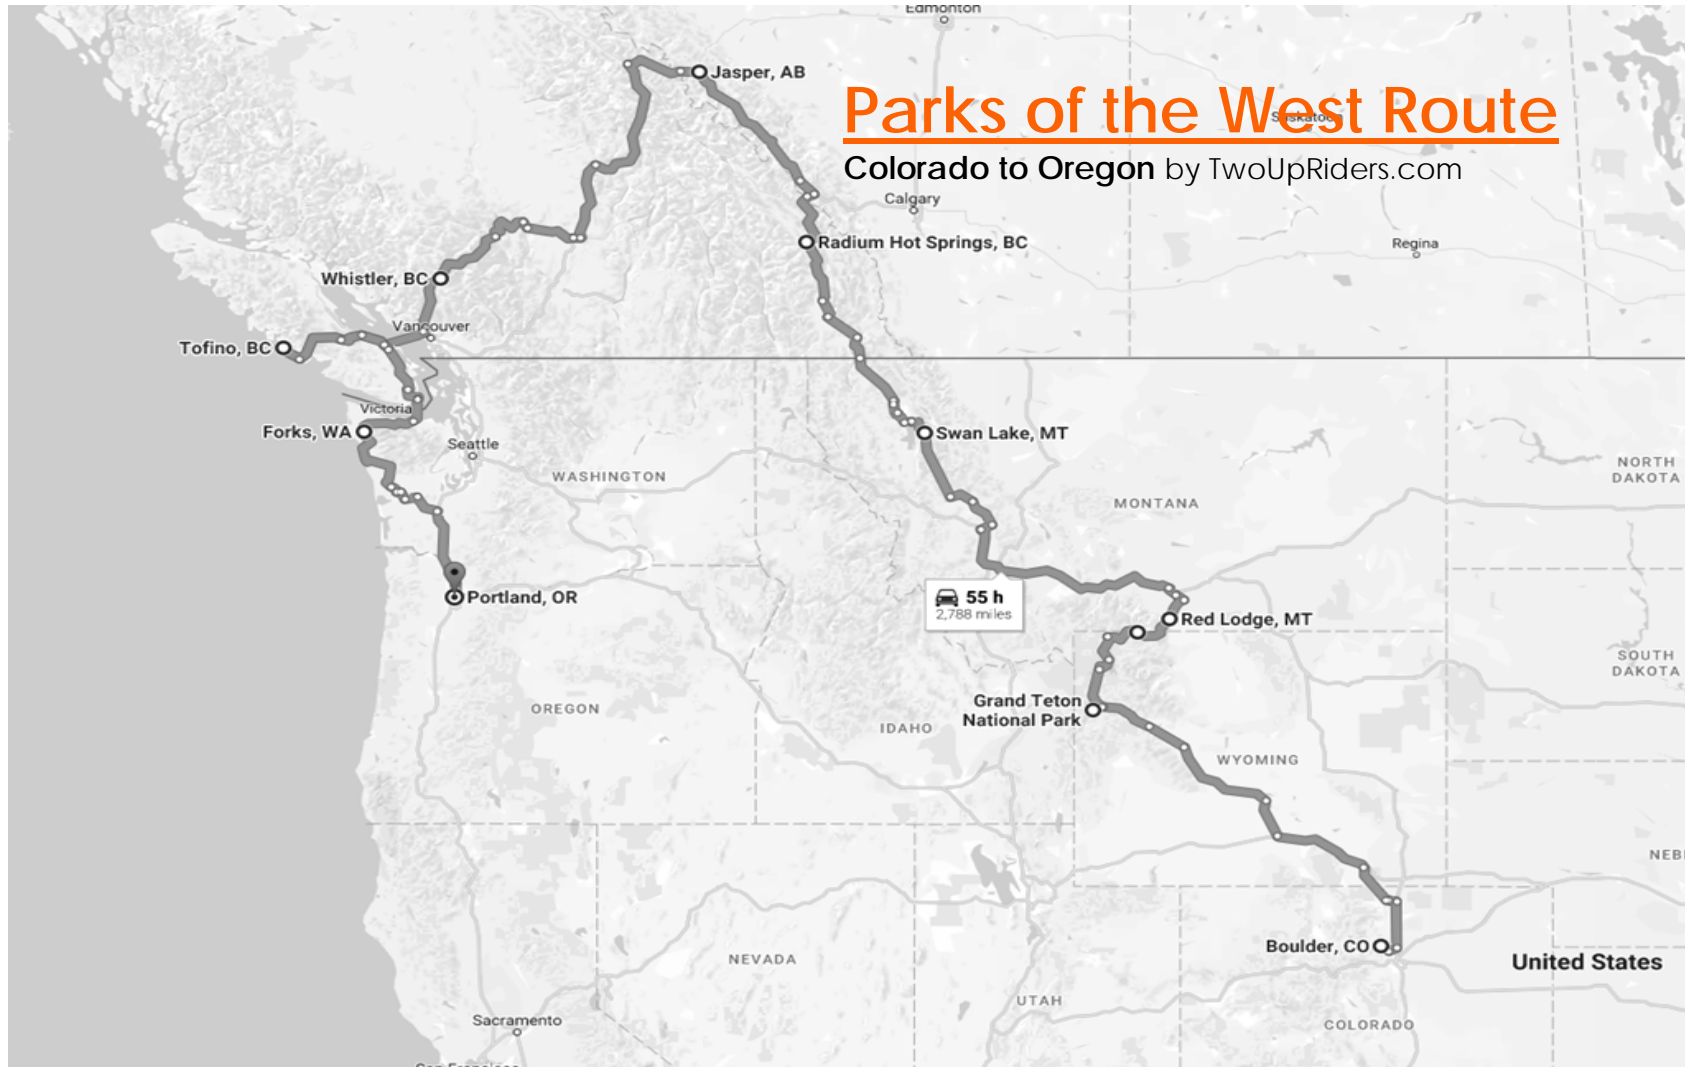 Edmonton
Jasper, AB
Parks of the West Route
Saskatoon
Colorado to Oregon by TwoUpRiders.com
Calgary
Radium Hot Springs, BC
Regina
Whistler, BC
Vancouver
Tofino, BC
Victoria
Forks, WA
Seattle
Swan Lake, MT
WASHINGTON
MONTANA
NORTH
DAKOTA
55 h
2,788 miles
Portland, OR
Red Lodge, MT
SOUTH
DAKOTA
Grand Teton
National Park
OREGON
IDAHO
WYOMING
NEB
Boulder, CO
United States
NEVADA
UTAH
Sacramento
COLORADO
San Francisco